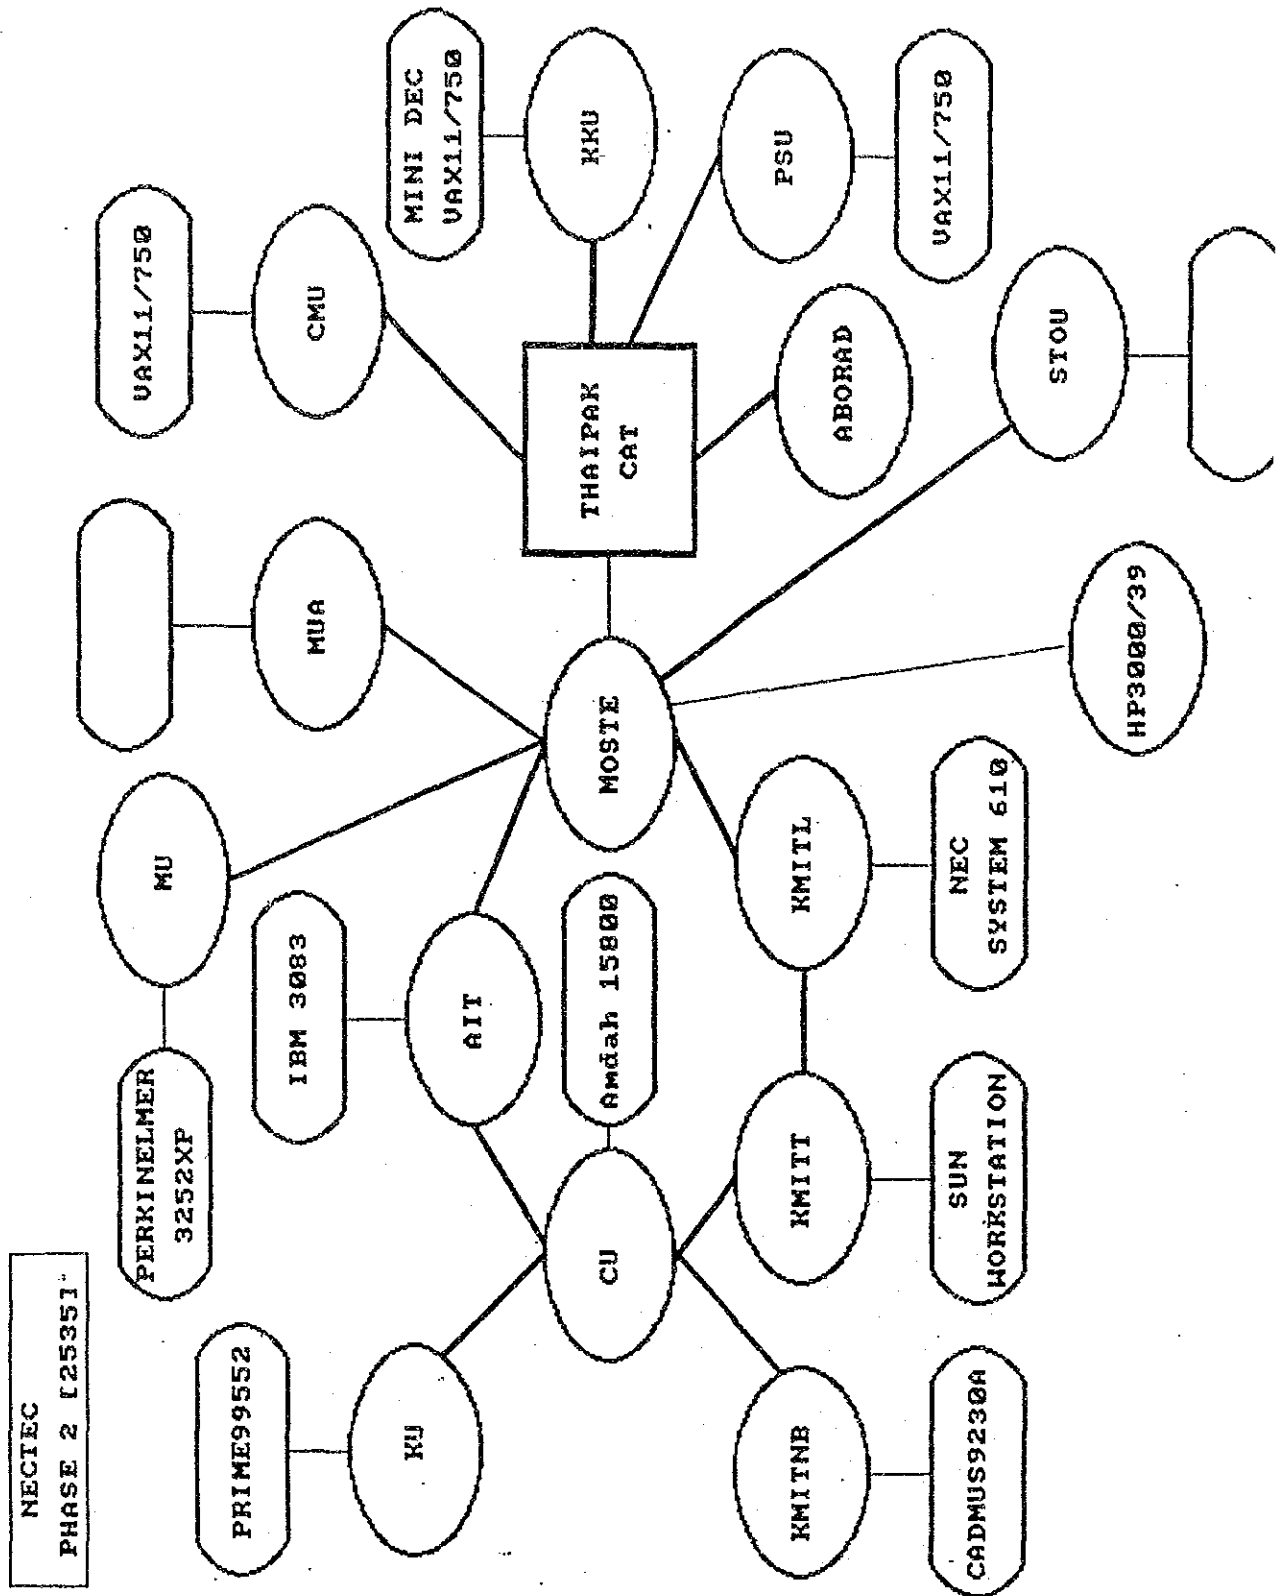 NECTEC
PHASE 2 [2535]
PERKINELMER
3252XP
MU
VAX11/750
PRIME99552
IBM 3083
MUA
CMU
KU
AIT
MINI DEC
VAX11/750
KKU
CU
Amdah 15800
MOSTE
THAIPAK
CAT
PSU
KMITNB
KMITT
KMITL
ABORAD
VAX11/750
CADMUS9230A
SUN
WORKSTATION
NEC
SYSTEM 610
STOU
HP3000/39